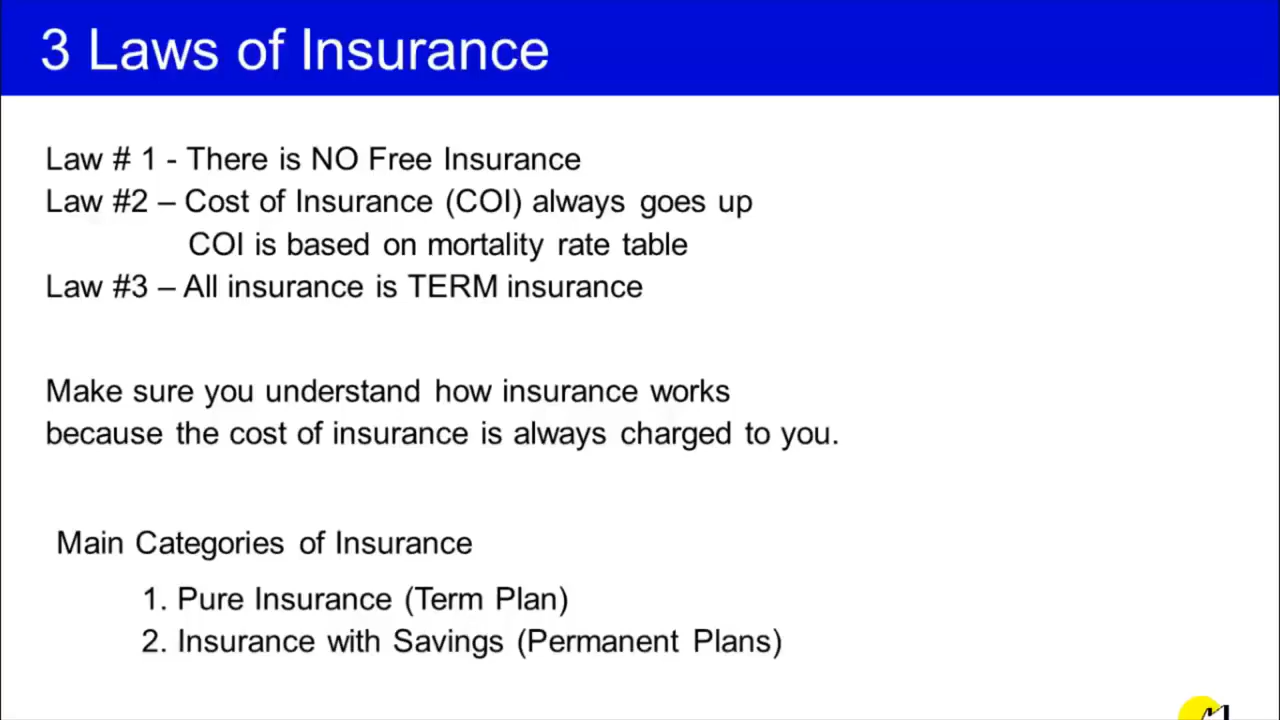 3 Laws of Insurance
Law # 1 - There is NO Free Insurance
Law #2 – Cost of Insurance (COI) always goes up
COI is based on mortality rate table
Law #3 – All insurance is TERM insurance
Make sure you understand how insurance works
because the cost of insurance is always charged to you.
Main Categories of Insurance
1. Pure Insurance (Term Plan)
2. Insurance with Savings (Permanent Plans)